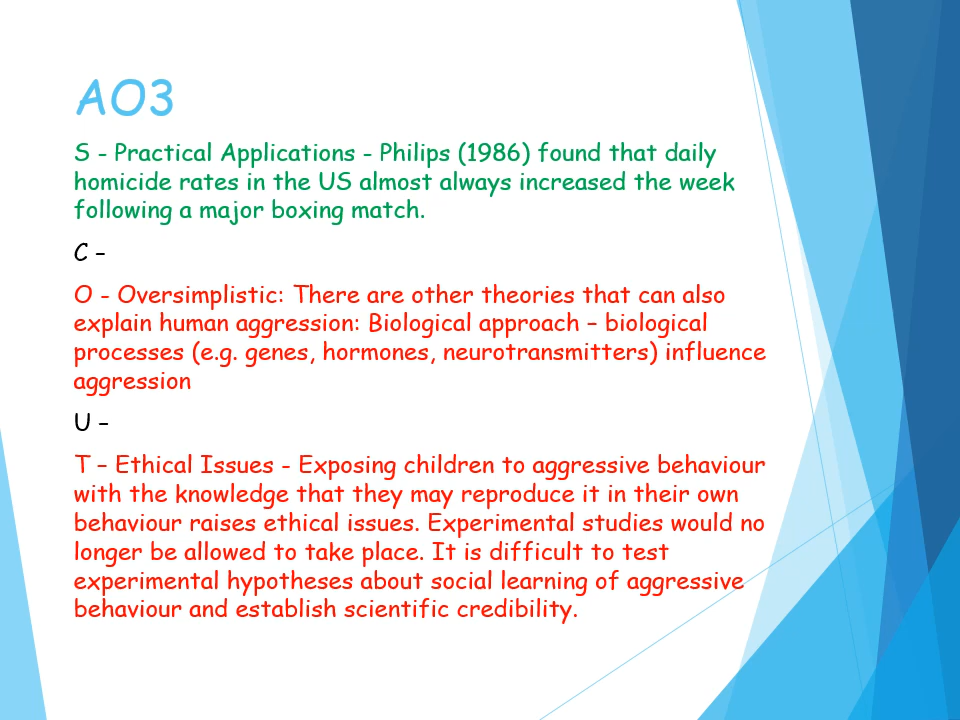 AO3
S - Practical Applications - Philips (1986) found that daily
homicide rates in the US almost always increased the week
following a major boxing match.
C –
O - Oversimplistic: There are other theories that can also
explain human aggression: Biological approach – biological
processes (e.g. genes, hormones, neurotransmitters) influence
aggression
U –
T – Ethical Issues - Exposing children to aggressive behaviour
with the knowledge that they may reproduce it in their own
behaviour raises ethical issues. Experimental studies would no
longer be allowed to take place. It is difficult to test
experimental hypotheses about social learning of aggressive
behaviour and establish scientific credibility.